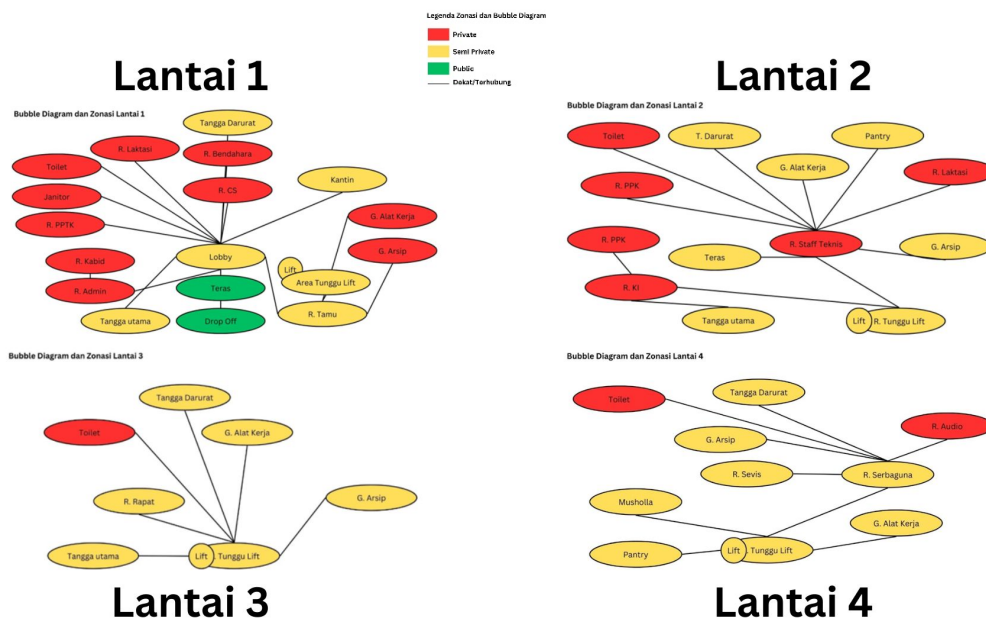 Legenda Zonasi dan Bubble Diagram
Private
Semi Private
Public
Dekat/Terhubung
Lantai 1
Bubble Diagram dan Zonasi Lantai 1
Tangga Darurat
R. Laktasi
R. Bendahara
Toilet
Kantin
R. CS
Janitor
G. Alat Kerja
R. PPTK
G. Arsip
Lobby
R. Kabid
Lift
Area Tunggu Lift
Teras
R. Admin
R. Tamu
Tangga utama
Drop Off
Lantai 2
Bubble Diagram dan Zonasi Lantai 2
Toilet
T. Darurat
Pantry
G. Alat Kerja
R. Laktasi
R. PPK
R. PPK
R. Staff Teknis
G. Arsip
Teras
R. KI
Tangga utama
Lift
R. Tunggu Lift
Bubble Diagram dan Zonasi Lantai 3
Tangga Darurat
Toilet
G. Alat Kerja
R. Rapat
G. Arsip
Tangga utama
Lift
. Tunggu Lift
Lantai 3
Bubble Diagram dan Zonasi Lantai 4
Tangga Darurat
Toilet
R. Audio
G. Arsip
R. Sevis
R. Serbaguna
Musholla
G. Alat Kerja
Pantry
Lift
. Tunggu Lift
Lantai 4